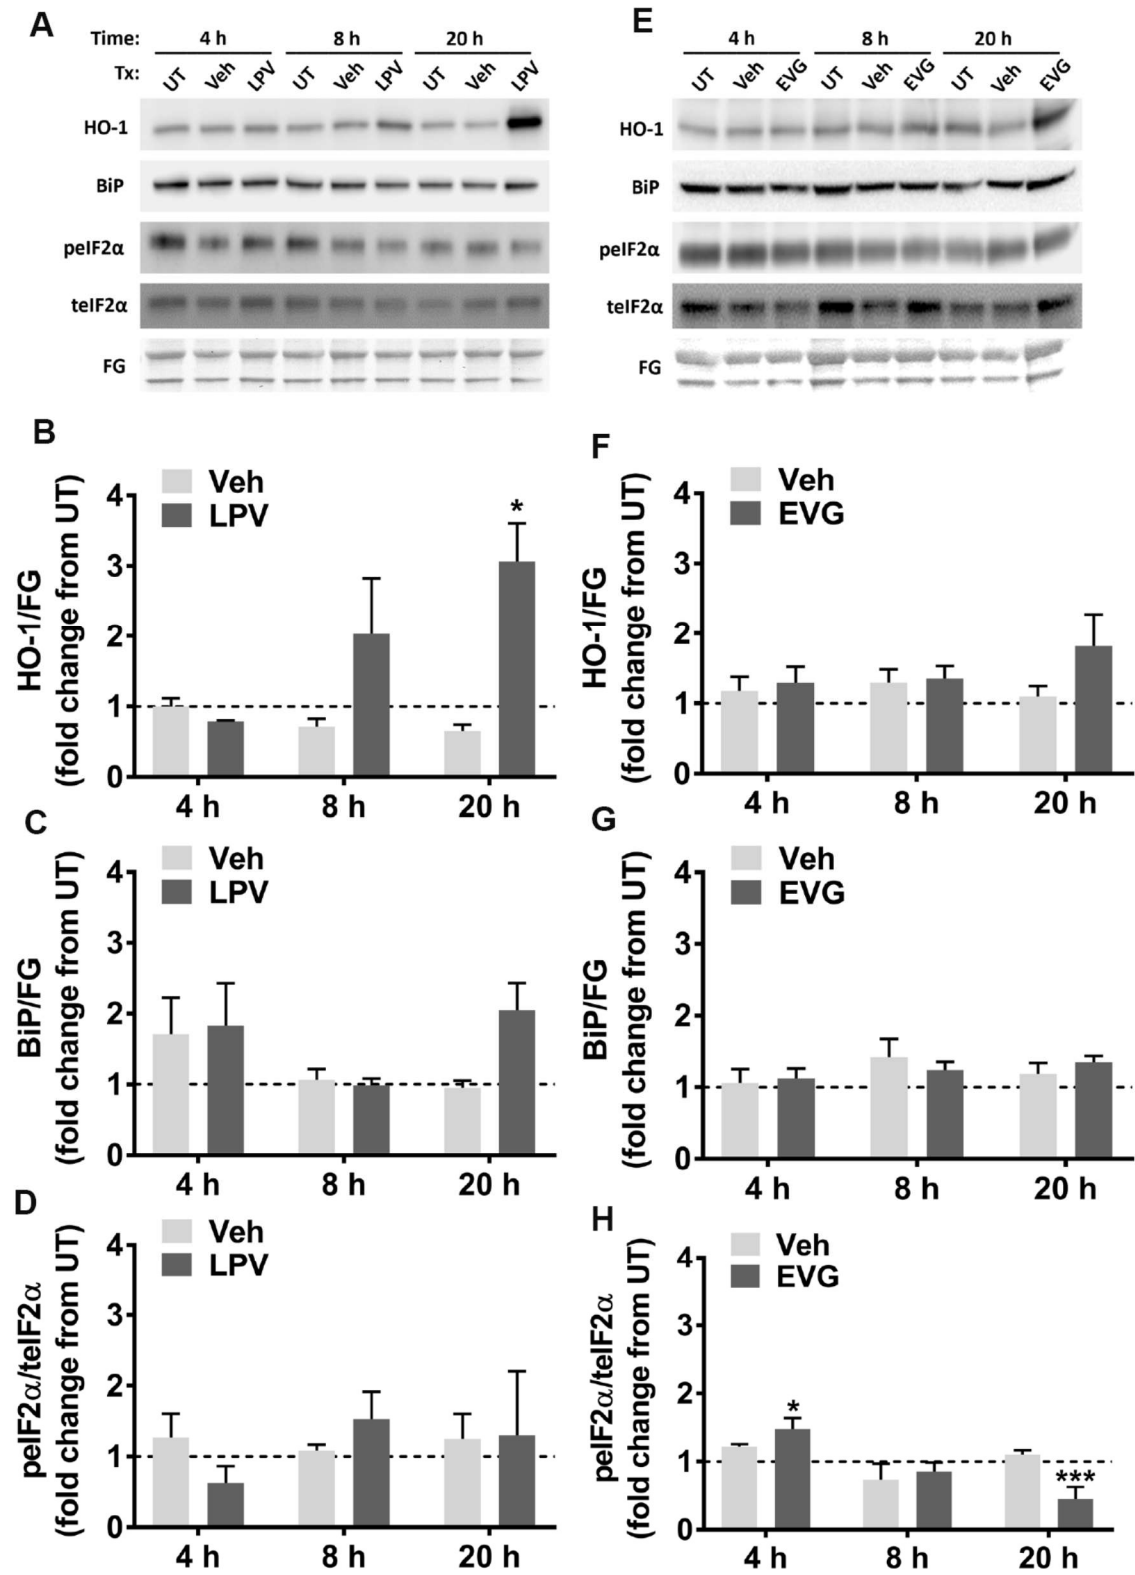 A
Time: 4 h 8 h 20 h
Tx: UT Veh LPV UT Veh LPV UT Veh LPV
HO-1
BiP
peIF2α
teIF2α
FG
E
4 h 8 h 20 h
UT Veh EVG UT Veh EVG UT Veh EVG
HO-1
BiP
peIF2α
teIF2α
FG
B
HO-1/FG
(fold change from UT)
Veh
LPV
4
3
2
1
0
*
4 h 8 h 20 h
F
HO-1/FG
(fold change from UT)
Veh
EVG
4
3
2
1
0
4 h 8 h 20 h
C
BiP/FG
(fold change from UT)
Veh
LPV
4
3
2
1
0
4 h 8 h 20 h
G
BiP/FG
(fold change from UT)
Veh
EVG
4
3
2
1
0
4 h 8 h 20 h
D
peIF2α/teIF2α
(fold change from UT)
Veh
LPV
4
3
2
1
0
4 h 8 h 20 h
H
peIF2α/teIF2α
(fold change from UT)
Veh
EVG
4
3
2
1
0
*
***
4 h 8 h 20 h